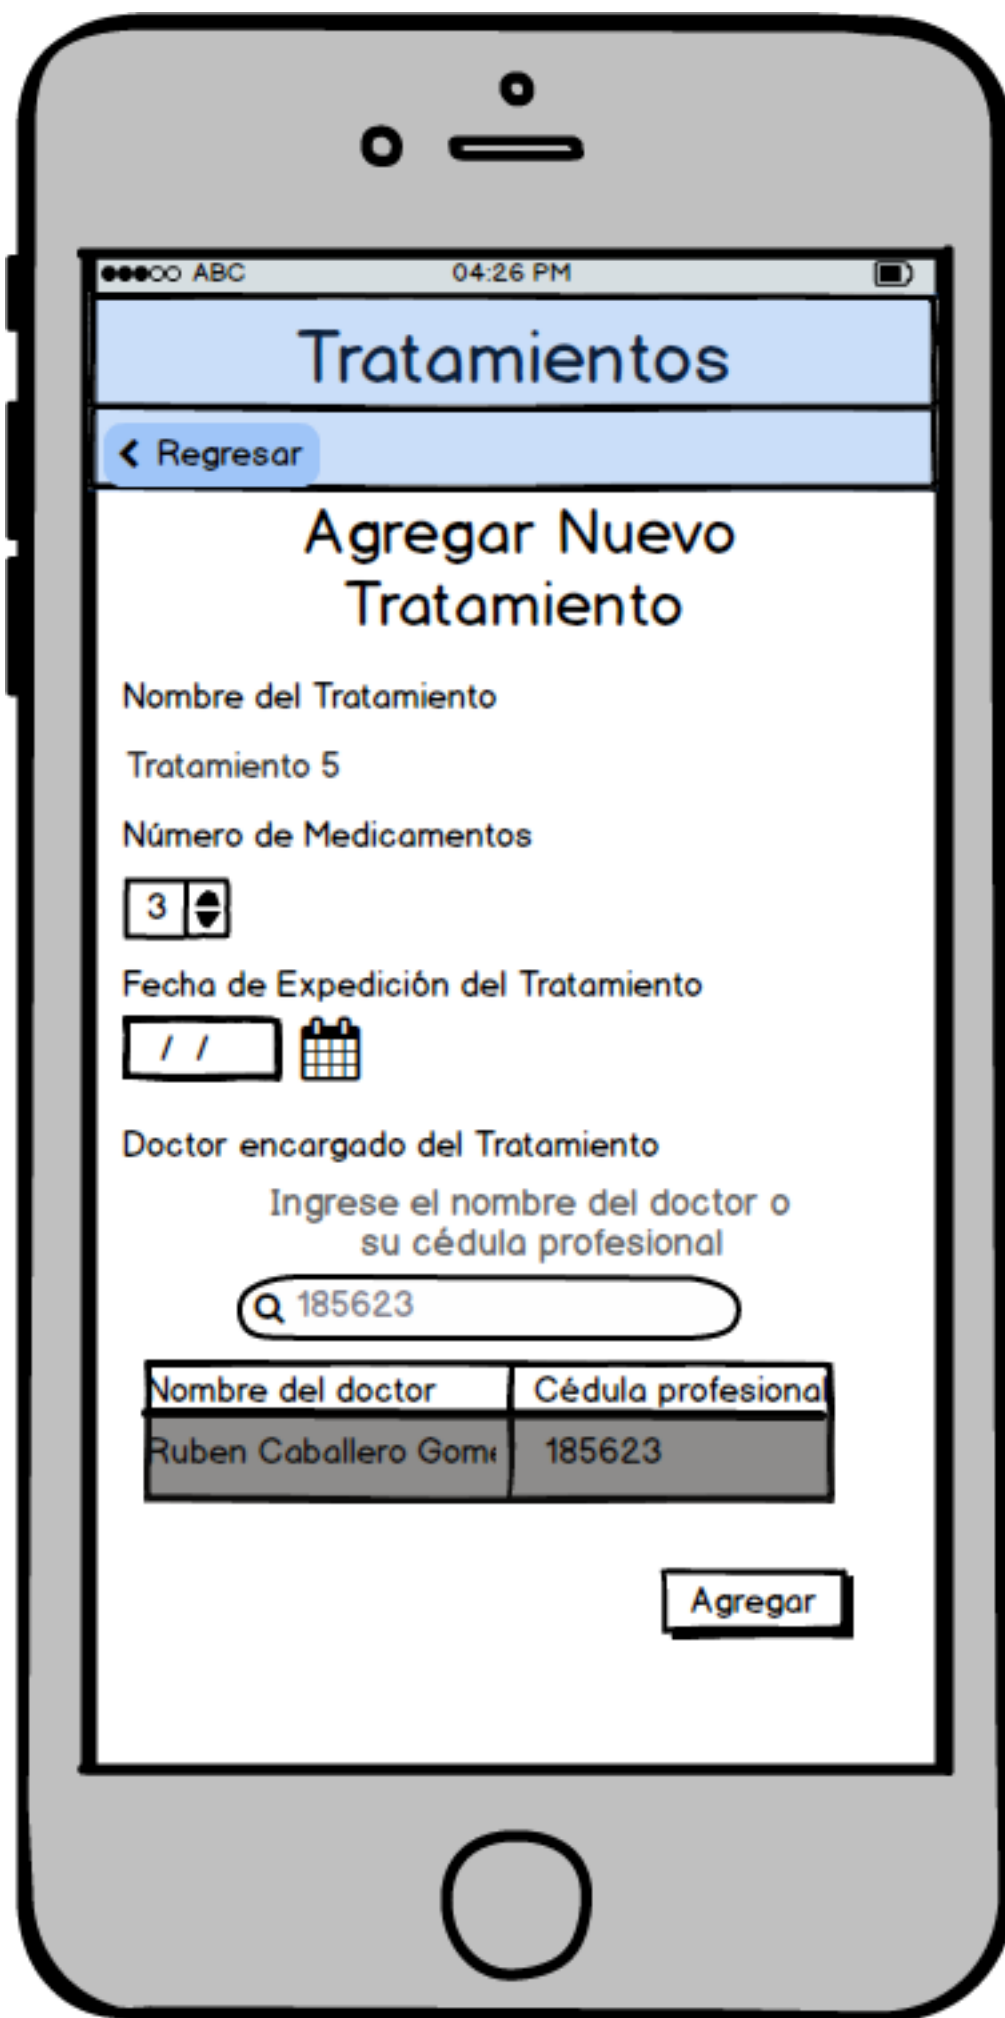 ABC 04:26 PM
Tratamientos
Regresar
Agregar Nuevo
Tratamiento
Nombre del Tratamiento
Tratamiento 5
Número de Medicamentos
3
Fecha de Expedición del Tratamiento
/ /
Doctor encargado del Tratamiento
Ingrese el nombre del doctor o
su cédula profesional
185623
Nombre del doctor Cédula profesional
Ruben Caballero Gome 185623
Agregar